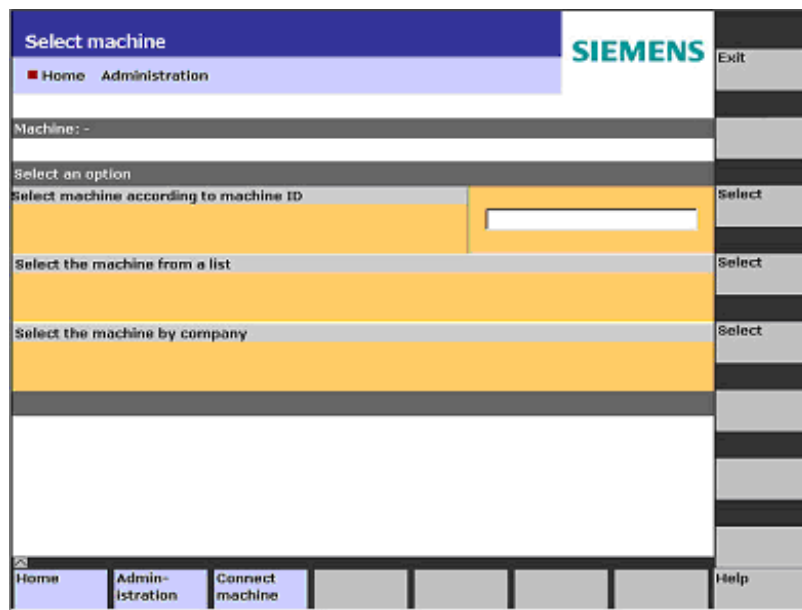 Select machine
SIEMENS
Exit
Home Administration
Machine: -
Select an option
Select machine according to machine ID
Select
Select the machine from a list
Select
Select the machine by company
Select
Home
Admin-
istration
Connect
machine
Help